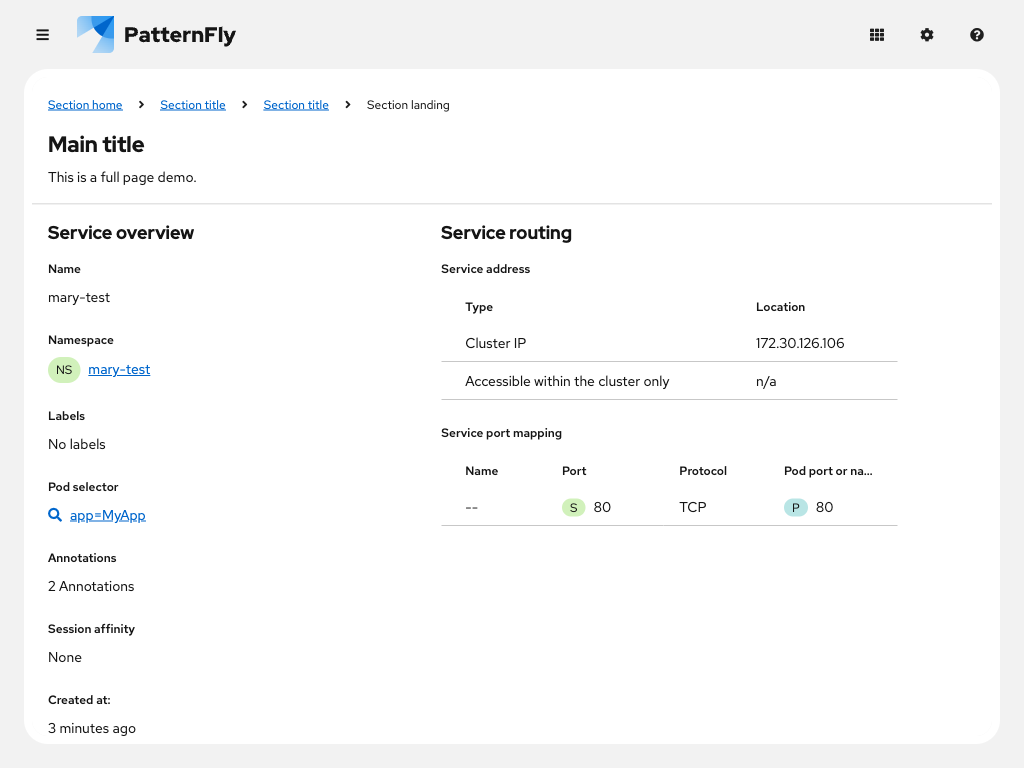 PatternFly
Section home Section title Section title Section landing
Main title
This is a full page demo.
Service overview
Name
mary-test
Namespace
NS mary-test
Labels
No labels
Pod selector
app=MyApp
Annotations
2 Annotations
Session affinity
None
Created at:
3 minutes ago
Service routing
Service address
Type Location
Cluster IP 172.30.126.106
Accessible within the cluster only n/a
Service port mapping
Name Port Protocol Pod port or na...
-- S 80 TCP P 80